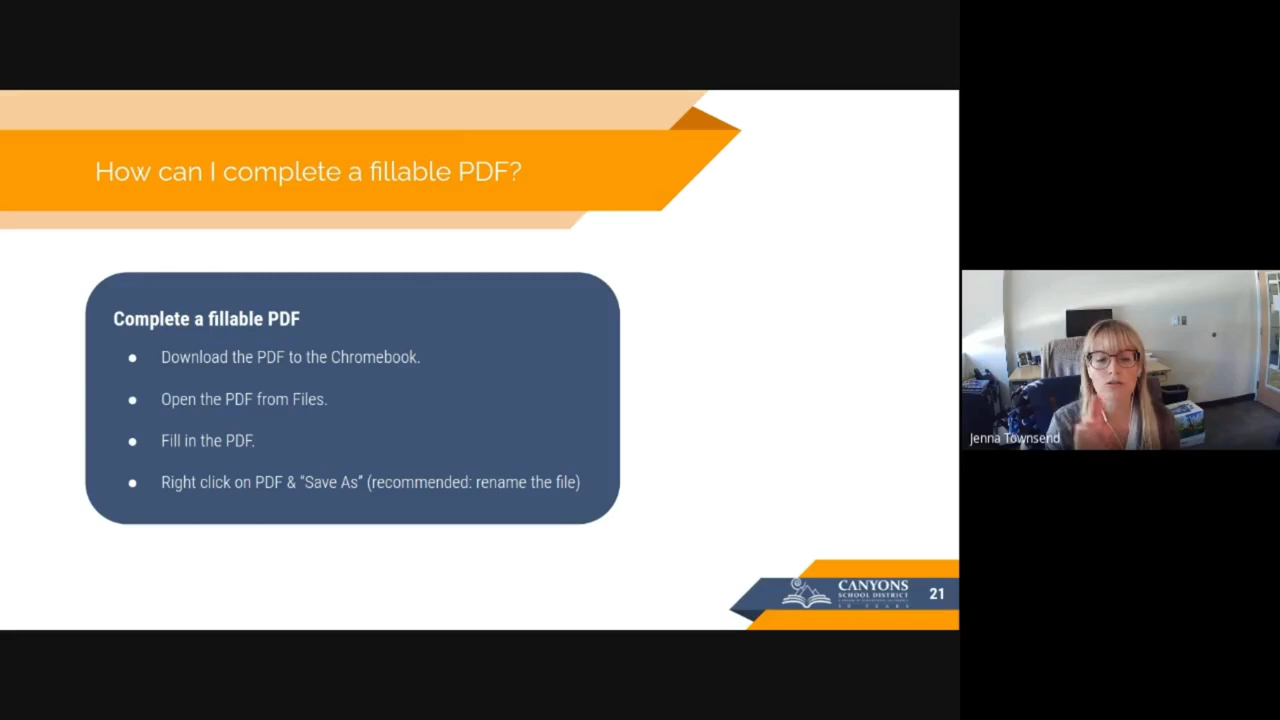 How can I complete a fillable PDF?
Complete a fillable PDF
● Download the PDF to the Chromebook.
● Open the PDF from Files.
● Fill in the PDF.
● Right click on PDF & “Save As” (recommended: rename the file)
Jenna Townsend
CANYONS
SCHOOL DISTRICT
21